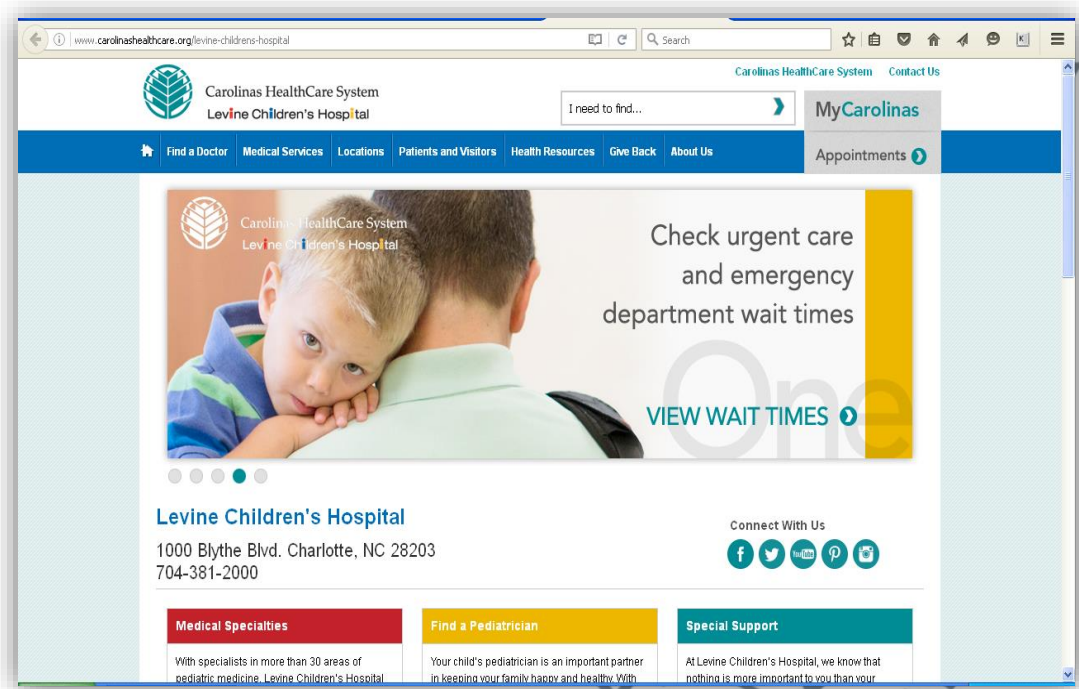 www.carolinashealthcare.org/levine-childrens-hospital
Search
Carolinas HealthCare System
Contact Us
Carolinas HealthCare System
Levine Children's Hospital
I need to find...
MyCarolinas
Appointments
Find a Doctor
Medical Services
Locations
Patients and Visitors
Health Resources
Give Back
About Us
Carolinas HealthCare System
Levine Children's Hospital
Check urgent care
and emergency
department wait times
One
VIEW WAIT TIMES
Levine Children's Hospital
1000 Blythe Blvd. Charlotte, NC 28203
704-381-2000
Connect With Us
YouTube
Medical Specialties
With specialists in more than 30 areas of
pediatric medicine, Levine Children's Hospital
Find a Pediatrician
Your child's pediatrician is an important partner
in keeping your family happy and healthy. With
Special Support
At Levine Children's Hospital, we know that
nothing is more important to you than your